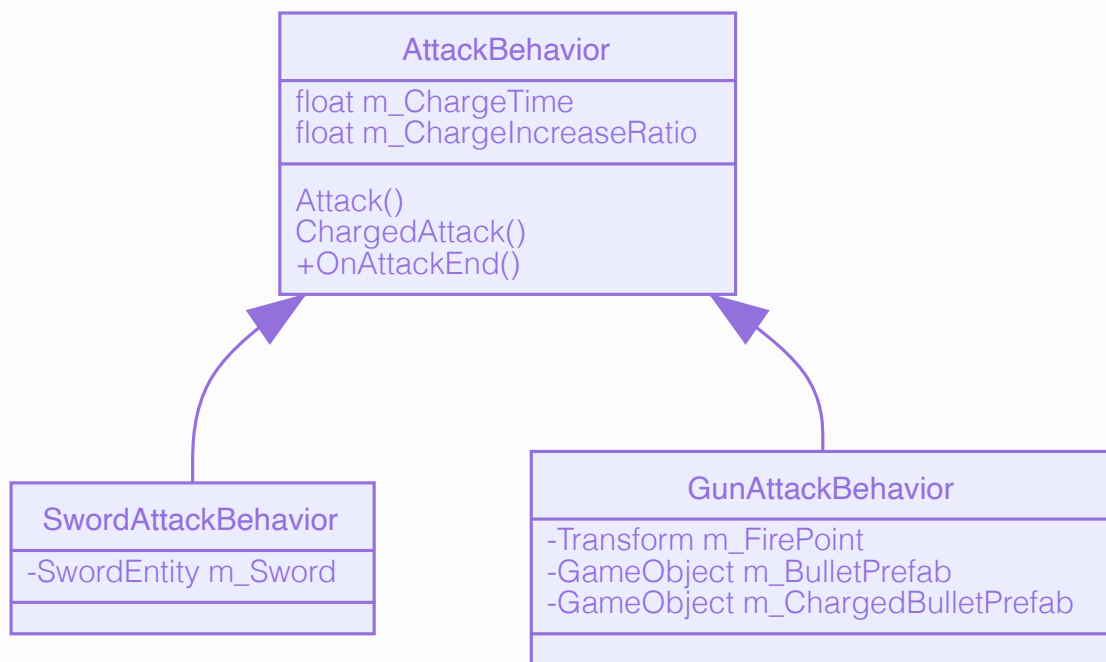 AttackBehavior
float m_ChargeTime
float m_ChargeIncreaseRatio
Attack()
ChargedAttack()
+OnAttackEnd()
SwordAttackBehavior
-SwordEntity m_Sword
GunAttackBehavior
-Transform m_FirePoint
-GameObject m_BulletPrefab
-GameObject m_ChargedBulletPrefab